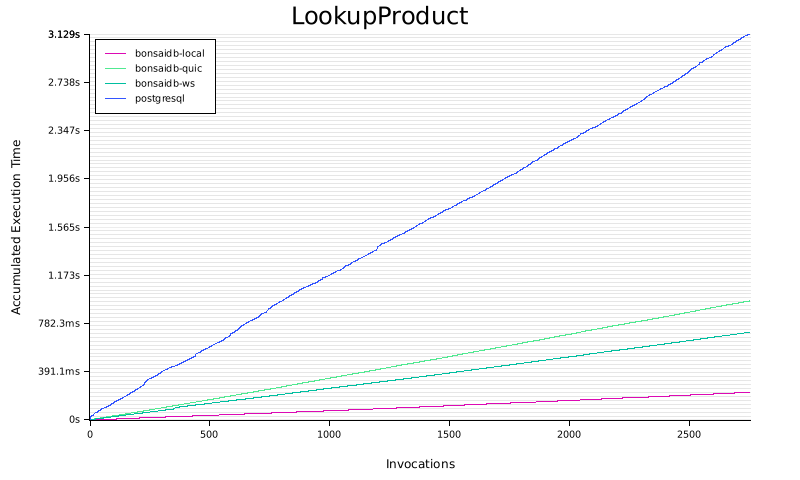 LookupProduct
3.129s
2.738s
2.347s
1.956s
1.565s
1.173s
782.3ms
391.1ms
0s
Accumulated Execution Time
bonsaidb-local
bonsaidb-quic
bonsaidb-ws
postgresql
0 500 1000 1500 2000 2500
Invocations